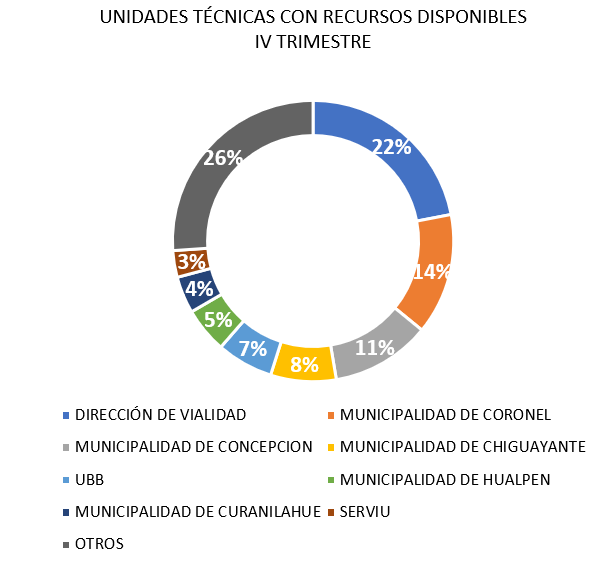 UNIDADES TÉCNICAS CON RECURSOS DISPONIBLES
IV TRIMESTRE
22%
14%
11%
8%
7%
5%
4%
3%
26%
DIRECCIÓN DE VIALIDAD
MUNICIPALIDAD DE CORONEL
MUNICIPALIDAD DE CONCEPCION
MUNICIPALIDAD DE CHIGUAYANTE
UBB
MUNICIPALIDAD DE HUALPEN
MUNICIPALIDAD DE CURANILAHUE
SERVIU
OTROS